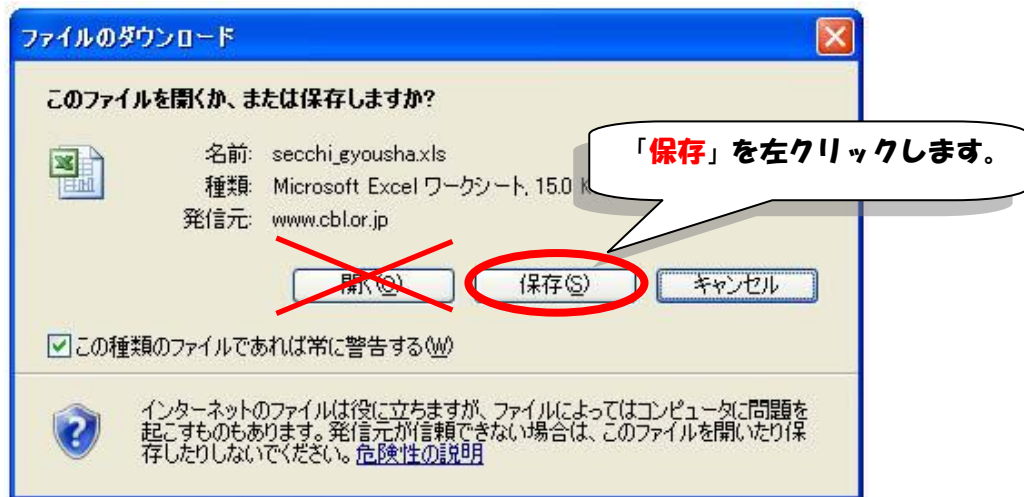 ファイルのダウンロード
このファイルを開くか、または保存しますか?
「保存」を左クリックします。
名前: secchi_gyousha.xls
種類: Microsoft Excel ワークシート, 15.0 K
発信元: www.cbl.or.jp
開く(O)
保存(S)
キャンセル
この種類のファイルであれば常に警告する(W)
インターネットのファイルは役に立ちますが、ファイルによってはコンピュータに問題を
起こすものもあります。発信元が信頼できない場合は、このファイルを開いたり保
存したりしないでください。危険性の説明